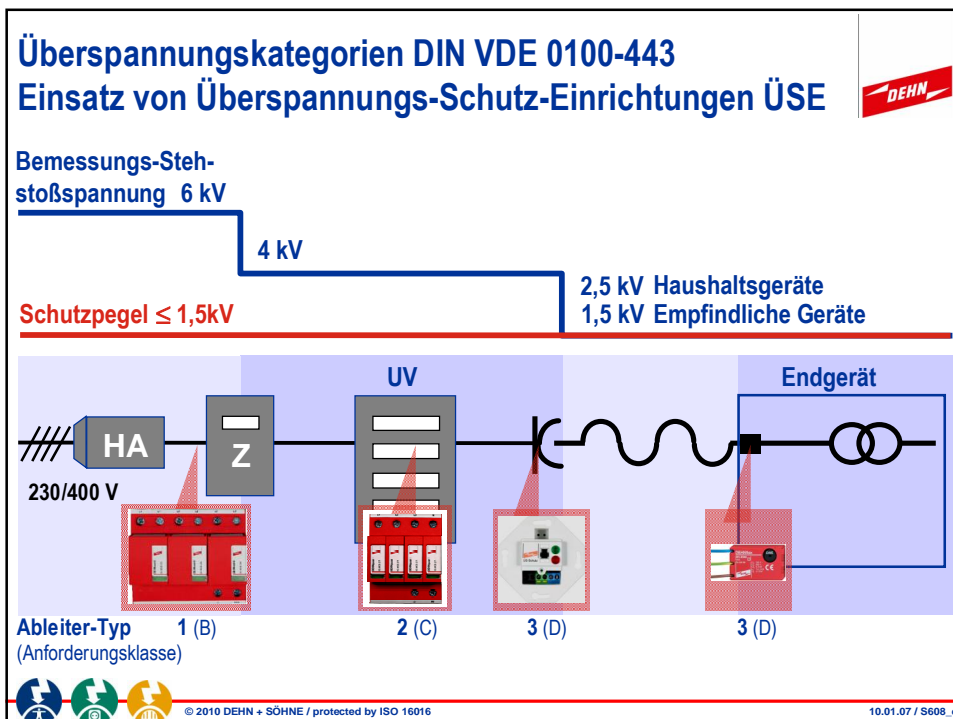 Überspannungskategorien DIN VDE 0100-443
Einsatz von Überspannungs-Schutz-Einrichtungen ÜSE
DEHN
Bemessungs-Steh-
stoßspannung 6 kV
4 kV
2,5 kV Haushaltsgeräte
1,5 kV Empfindliche Geräte
Schutzpegel ≤ 1,5kV
UV
Endgerät
HA
Z
230/400 V
Ableiter-Typ 1 (B) 2 (C) 3 (D) 3 (D)
(Anforderungsklasse)
© 2010 DEHN + SÖHNE / protected by ISO 16016
10.01.07 / S608_